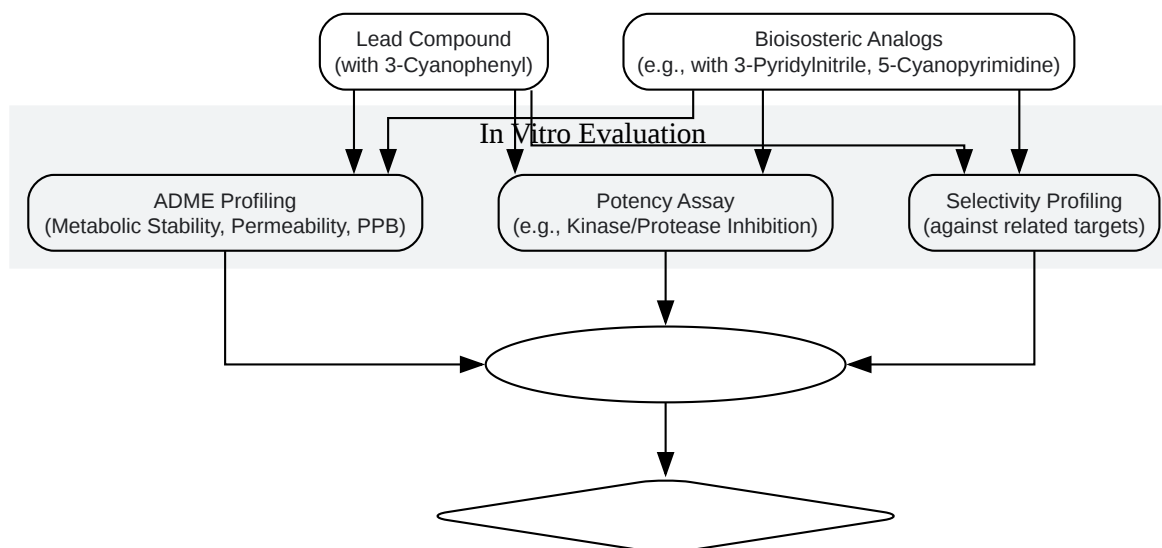 Lead Compound
(with 3-Cyanophenyl)
Bioisosteric Analogs
(e.g., with 3-Pyridylnitrile, 5-Cyanopyrimidine)
In Vitro Evaluation
ADME Profiling
(Metabolic Stability, Permeability, PPB)
Potency Assay
(e.g., Kinase/Protease Inhibition)
Selectivity Profiling
(against related targets)